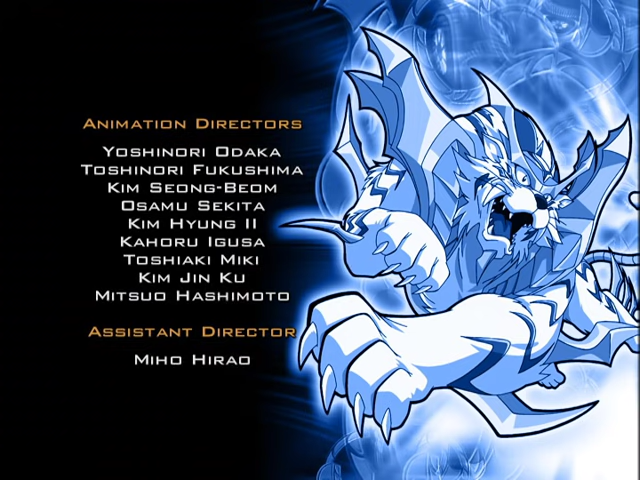 Animation Directors
Yoshinori Odaka
Toshinori Fukushima
Kim Seong-Beom
Osamu Sekita
Kim Hyung II
Kahoru Igusa
Toshiaki Miki
Kim Jin Ku
Mitsuo Hashimoto
Assistant Director
Miho Hirao